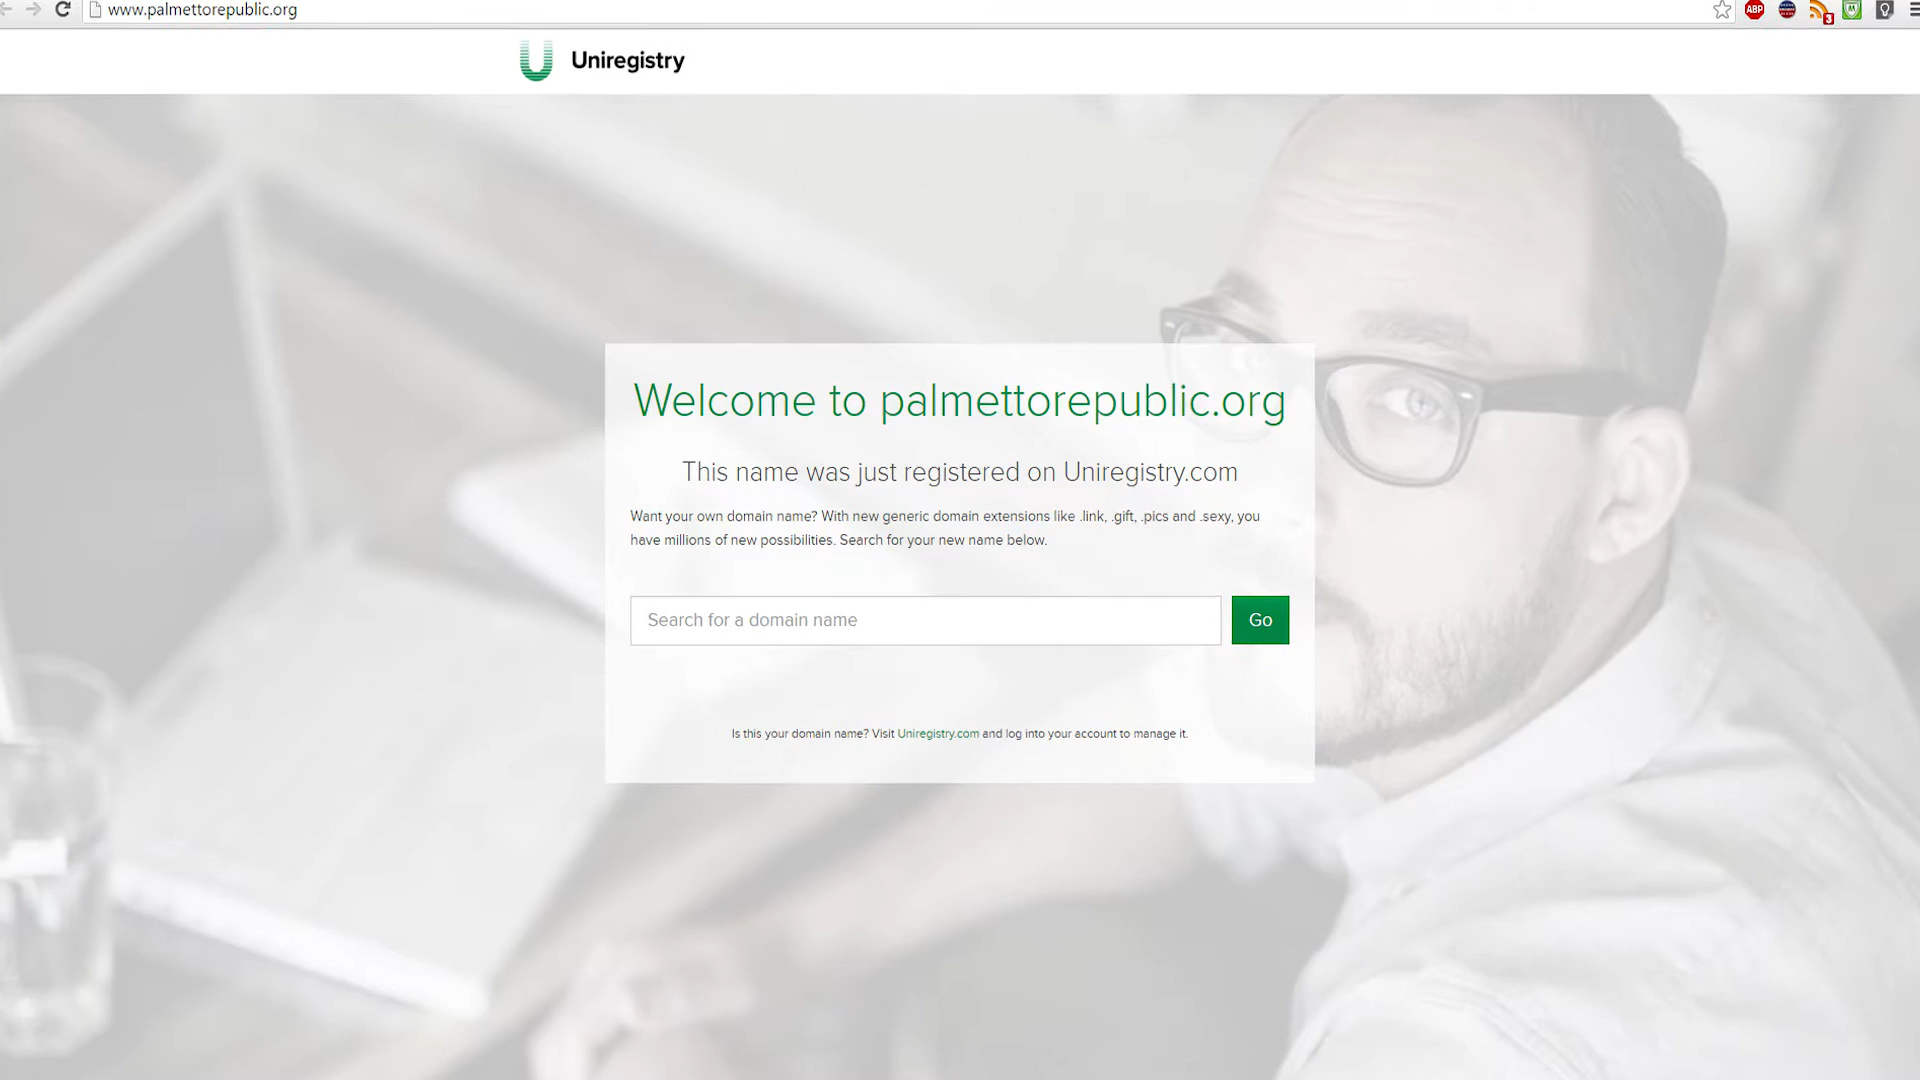 www.palmettorepublic.org
ABP
3
M
Uniregistry
Welcome to palmettorepublic.org
This name was just registered on Uniregistry.com
Want your own domain name? With new generic domain extensions like .link, .gift, .pics and .sexy, you
have millions of new possibilities. Search for your new name below.
Search for a domain name
Go
Is this your domain name? Visit Uniregistry.com and log into your account to manage it.